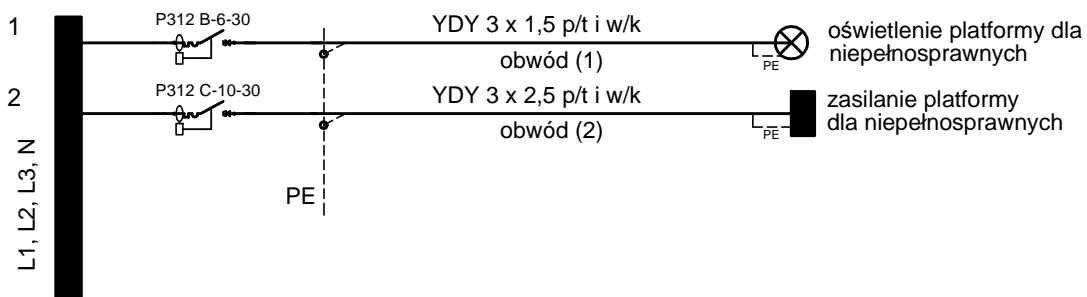 1
P312 B-6-30
YDY 3 x 1,5 p/t i w/k
obwód (1)
PE
oświetlenie platformy dla
niepełnosprawnych
2
P312 C-10-30
YDY 3 x 2,5 p/t i w/k
obwód (2)
PE
zasilanie platformy
dla niepełnosprawnych
PE
L1, L2, L3, N